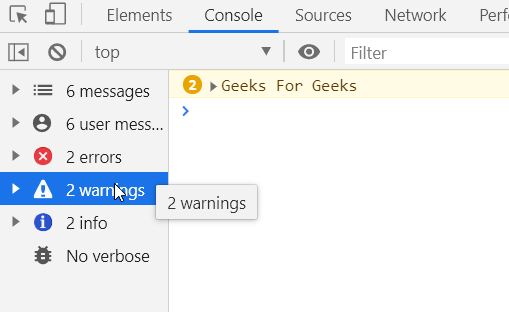 Elements Console Sources Network Perf
top Filter
6 messages
6 user mess...
2 errors
2 warnings
2 info
No verbose
2 Geeks For Geeks
2 warnings